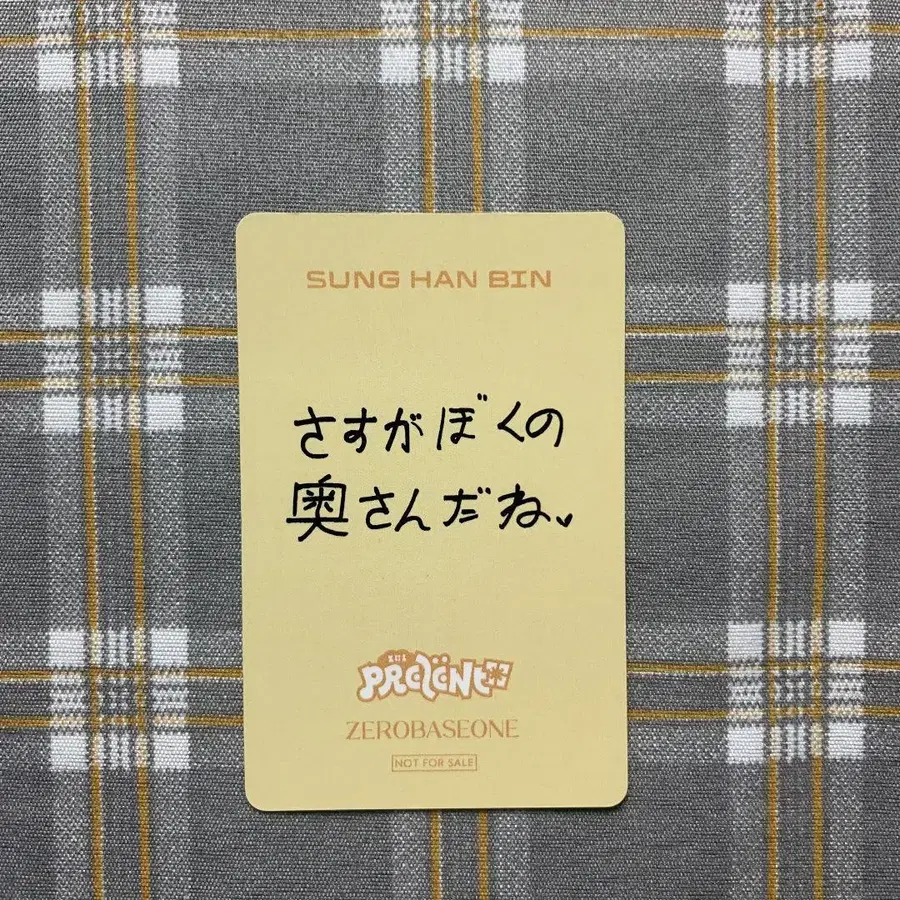 SUNG HAN BIN
さすがぼくの
奥さんだね♥
PRESENT
ZEROBASEONE
NOT FOR SALE